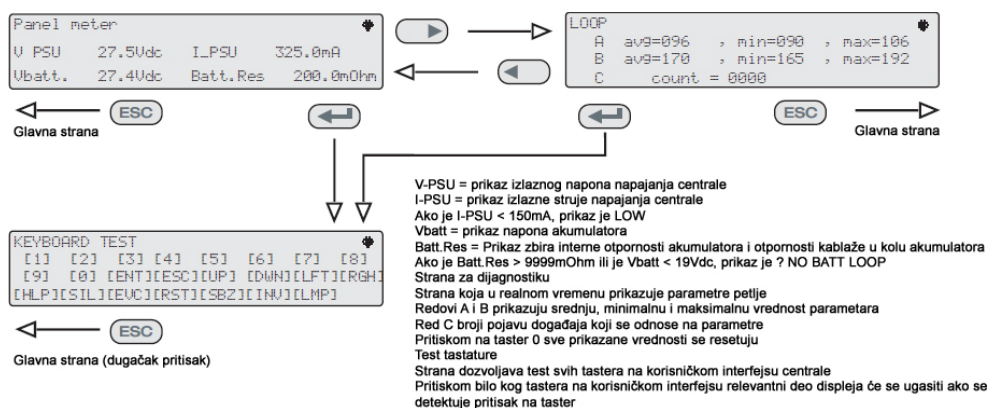 Panel meter
V PSU 27.5Vdc I_PSU 325.0mA
Vbatt. 27.4Vdc Batt.Res 200.0mOhm
ESC
Glavna strana
LOOP
A avg=096 , min=090 , max=106
B avg=170 , min=165 , max=192
C count = 0000
ESC
Glavna strana
KEYBOARD TEST
[1] [2] [3] [4] [5] [6] [7] [8]
[9] [0] [ENT][ESC][UP] [DWN][LFT][RGH]
[HLP][SIL][EVC][RST][SBZ][INV][LMP]
ESC
Glavna strana (dugačak pritisak)
V-PSU = prikaz izlaznog napona napajanja centrale
I-PSU = prikaz izlazne struje napajanja centrale
Ako je I-PSU < 150mA, prikaz je LOW
Vbatt = prikaz napona akumulatora
Batt.Res = Prikaz zbira interne otpornosti akumulatora i otpornosti kablaže u kolu akumulatora
Ako je Batt.Res > 9999mOhm ili je Vbatt < 19Vdc, prikaz je ? NO BATT LOOP
Strana za dijagnostiku
Strana koja u realnom vremenu prikazuje parametre petlje
Redovi A i B prikazuju srednju, minimalnu i maksimalnu vrednost parametara
Red C broji pojavu događaja koji se odnose na parametre
Pritiskom na taster 0 sve prikazane vrednosti se resetuju
Test tastature
Strana dozvoljava test svih tastera na korisničkom interfejsu centrale
Pritiskom bilo kog tastera na korisničkom interfejsu relevantni deo displeja će se ugasiti ako se
detektuje pritisak na taster